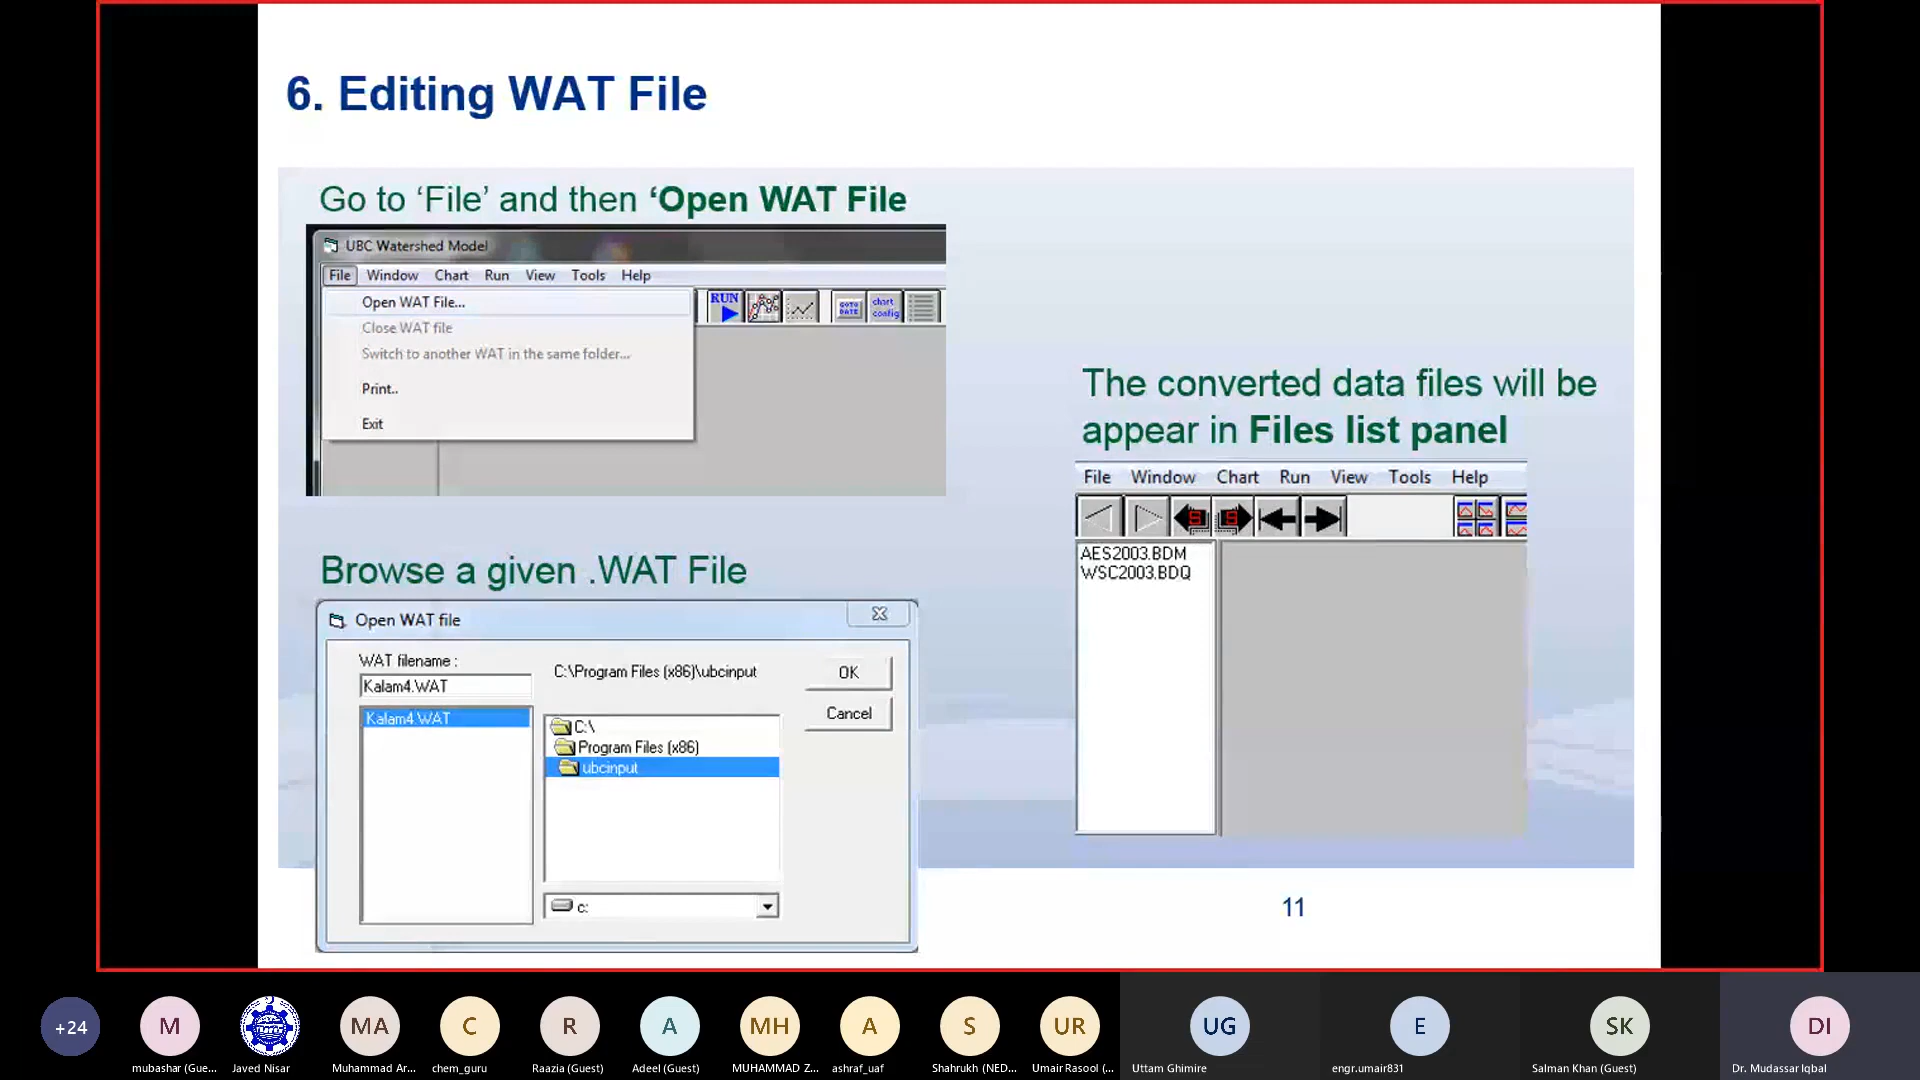 6. Editing WAT File
Go to ‘File’ and then ‘Open WAT File
UBC Watershed Model
File Window Chart Run View Tools Help
Open WAT File...
Close WAT file
Switch to another WAT in the same folder...
Print..
Exit
RUN
GOTO DATE
chart config
Browse a given .WAT File
Open WAT file
WAT filename :
Kalam4.WAT
Kalam4.WAT
C:\Program Files (x86)\ubcinput
OK
Cancel
C:\
Program Files (x86)
ubcinput
c:
The converted data files will be
appear in Files list panel
File Window Chart Run View Tools Help
S S
AES2003.BDM
WSC2003.BDQ
11
+24
M
MA
C
R
A
MH
A
S
UR
UG
E
SK
DI
mubashar (Gue...
Javed Nisar
Muhammad Ar...
chem_guru
Raazia (Guest)
Adeel (Guest)
MUHAMMAD Z...
ashraf_uaf
Shahrukh (NED...
Umair Rasool (...
Uttam Ghimire
engr.umair831
Salman Khan (Guest)
Dr. Mudassar Iqbal